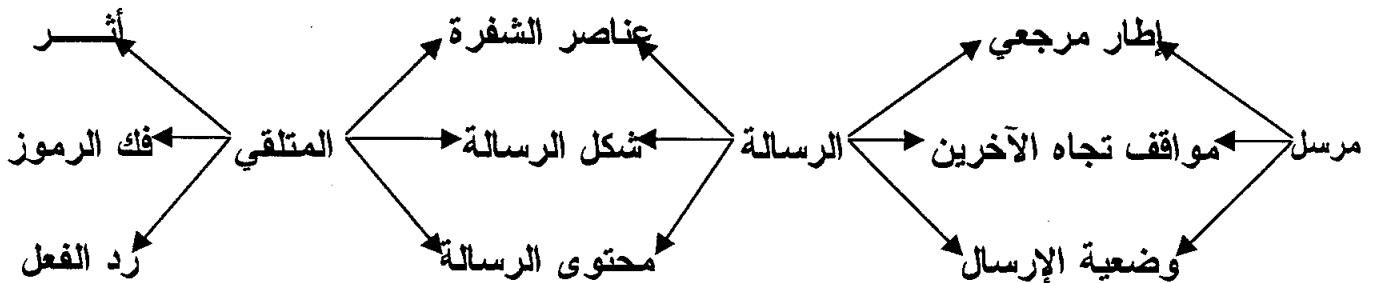 إطار مرجعي عناصر الشفرة أثـــر
مرسل مواقف تجاه الآخرين الرسالة شكل الرسالة المتلقي فك الرموز
وضعية الإرسال محتوى الرسالة رد الفعل